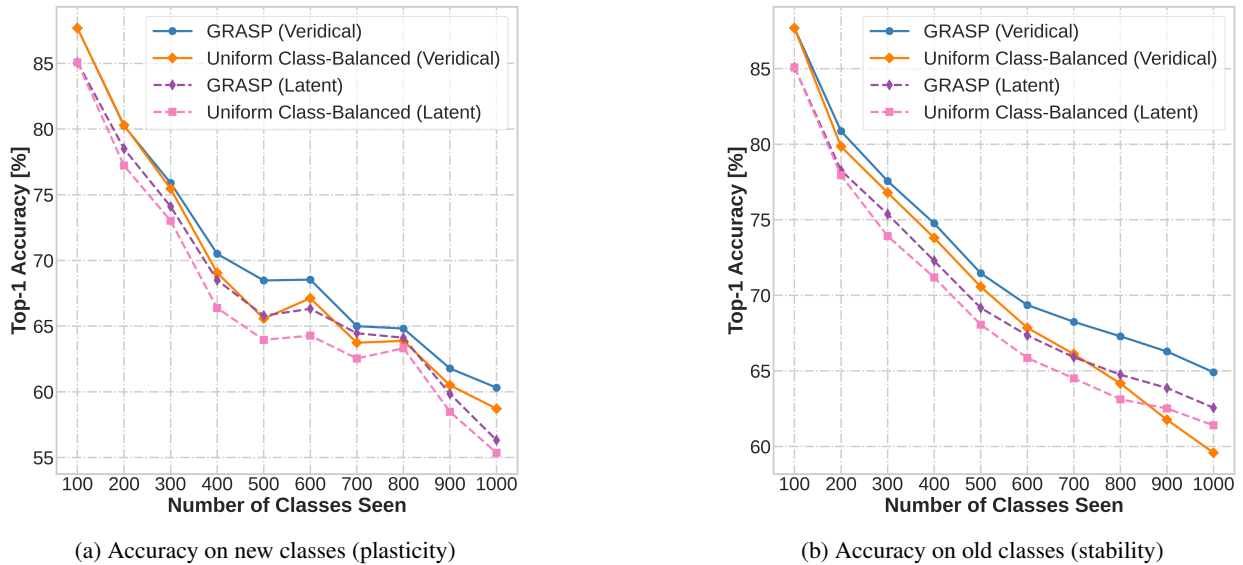 GRASP (Veridical)
Uniform Class-Balanced (Veridical)
GRASP (Latent)
Uniform Class-Balanced (Latent)
Top-1 Accuracy [%]
85
80
75
70
65
60
55
100 200 300 400 500 600 700 800 900 1000
Number of Classes Seen
(a) Accuracy on new classes (plasticity)
GRASP (Veridical)
Uniform Class-Balanced (Veridical)
GRASP (Latent)
Uniform Class-Balanced (Latent)
Top-1 Accuracy [%]
85
80
75
70
65
60
100 200 300 400 500 600 700 800 900 1000
Number of Classes Seen
(b) Accuracy on old classes (stability)